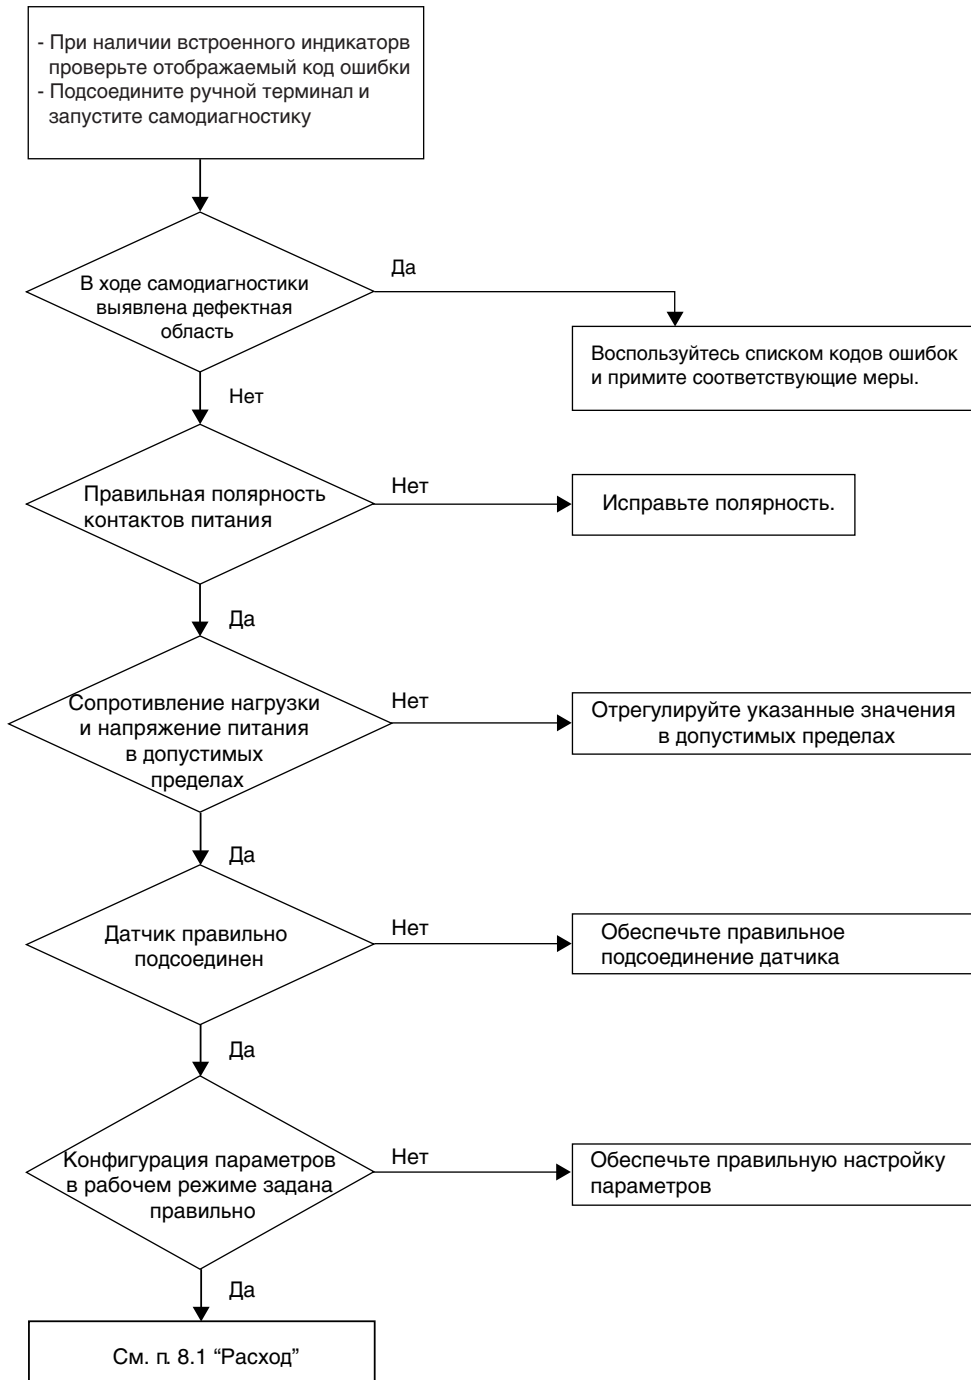 - При наличии встроенного индикаторв
проверьте отображаемый код ошибки
- Подсоедините ручной терминал и
запустите самодиагностику
В ходе самодиагностики
выявлена дефектная
область
Да
Воспользуйтесь списком кодов ошибок
и примите соответствующие меры.
Нет
Правильная полярность
контактов питания
Нет
Исправьте полярность.
Да
Сопротивление нагрузки
и напряжение питания
в допустимых
пределах
Нет
Отрегулируйте указанные значения
в допустимых пределах
Да
Датчик правильно
подсоединен
Нет
Обеспечьте правильное
подсоединение датчика
Да
Конфигурация параметров
в рабочем режиме задана
правильно
Нет
Обеспечьте правильную настройку
параметров
Да
См. п. 8.1 “Расход”